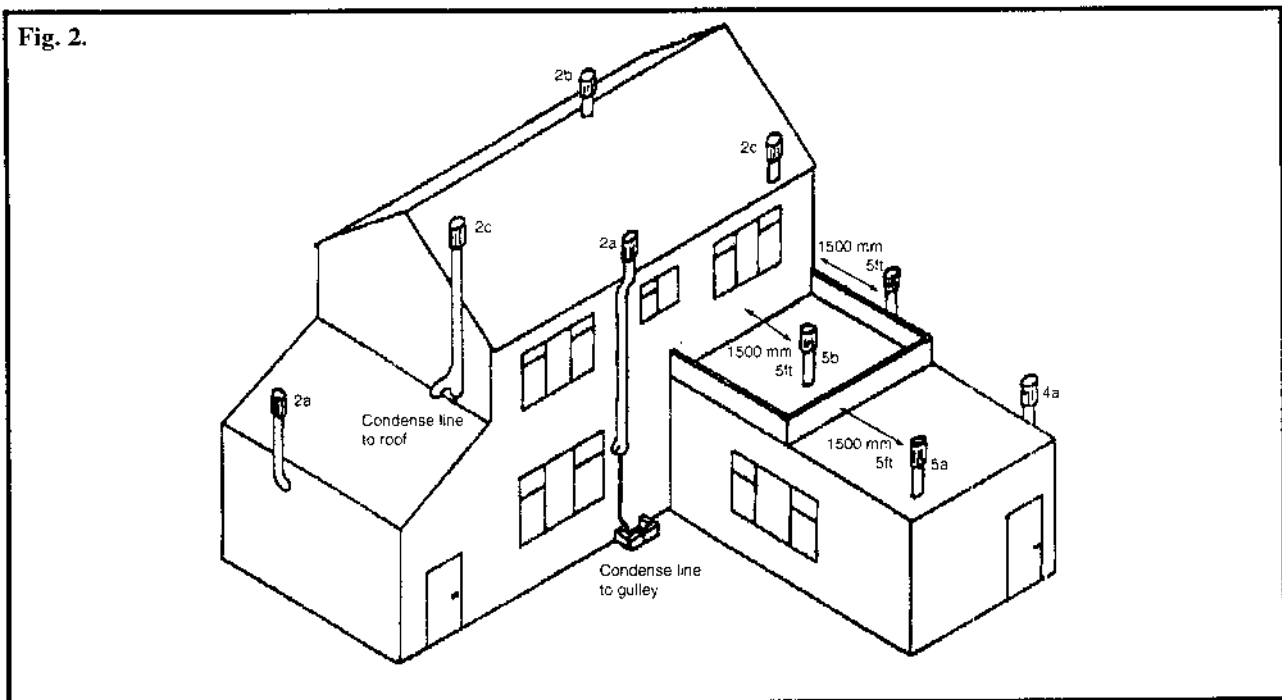 Fig. 2.
2b
2c
2c
2a
1500 mm
5ft
1500 mm
5ft
5b
2a
Condense line
to roof
4a
1500 mm
5ft
5a
Condense line
to gulley